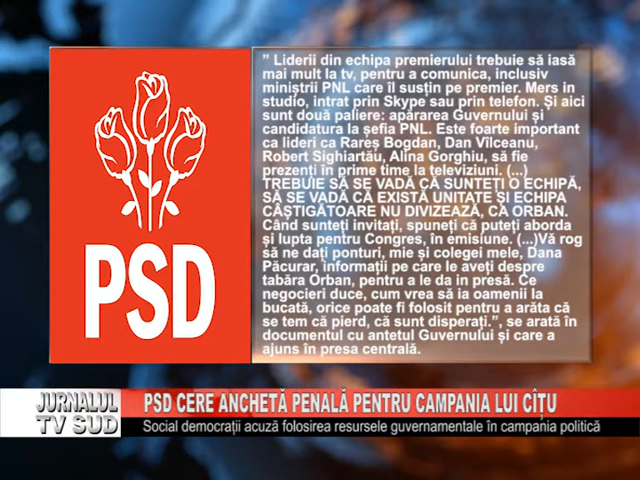 ” Liderii din echipa premierului trebuie să iasă
mai mult la tv, pentru a comunica, inclusiv
miniștrii PNL care îl susțin pe premier. Mers in
studio, intrat prin Skype sau prin telefon. Și aici
sunt două paliere: apărarea Guvernului și
candidatura la șefia PNL. Este foarte important
ca lideri ca Rareș Bogdan, Dan Vîlceanu,
Robert Sighiartău, Alina Gorghiu, să fie
prezenți în prime time la televiziuni. (...)
TREBUIE SĂ SE VADĂ CĂ SUNTEȚI O ECHIPĂ,
SĂ SE VADĂ CĂ EXISTĂ UNITATE ȘI ECHIPA
CÂȘTIGĂTOARE NU DIVIZEAZĂ, CA ORBAN.
Când sunteți invitați, spuneți că puteți aborda
și lupta pentru Congres, în emisiune. (...)Vă rog
să ne dați ponturi, mie și colegei mele, Dana
Păcurar, informații pe care le aveți despre
tabăra Orban, pentru a le da in presă. Ce
negocieri duce, cum vrea să ia oamenii la
bucată, orice poate fi folosit pentru a arăta că
se tem că pierd, că sunt disperați.”, se arată în
documentul cu antetul Guvernului și care a
ajuns în presa centrală.
PSD
JURNALUL
TV SUD
PSD CERE ANCHETĂ PENALĂ PENTRU CAMPANIA LUI CÎȚU
Social democrații acuză folosirea resursele guvernamentale în campania politică